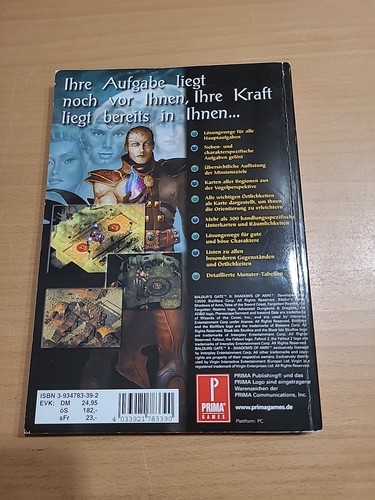 Ihre Aufgabe liegt
noch vor Ihnen, Ihre Kraft
liegt bereits in Ihnen...
Lösungswege für alle
Hauptaufgaben
Neben- und
charakterspezifische
Aufgaben gelöst
Übersichtliche Auflistung
der Missionsziele
Karten aller Regionen aus
der Vogelperspektive
Alle wichtigen Örtlichkeiten
als Karte dargestellt, um Ihnen
die Orientierung zu erleichtern
Mehr als 300 handlungsspezifische
Unterkarten und Räumlichkeiten
Lösungswege für gute
und böse Charaktere
Listen zu allen
besonderen Gegenständen
und Örtlichkeiten
Detaillierte Monster-Tabellen
PRIMA
GAMES
PRIMA Publishing® und das
PRIMA Logo sind eingetragene
Warenzeichen der
PRIMA Communications, Inc.
www.primagames.de
Plattform: PC
ISBN 3-934783-39-2
EVK: DM 24,95
öS 182,-
sFr 23,-
4 033921 783390